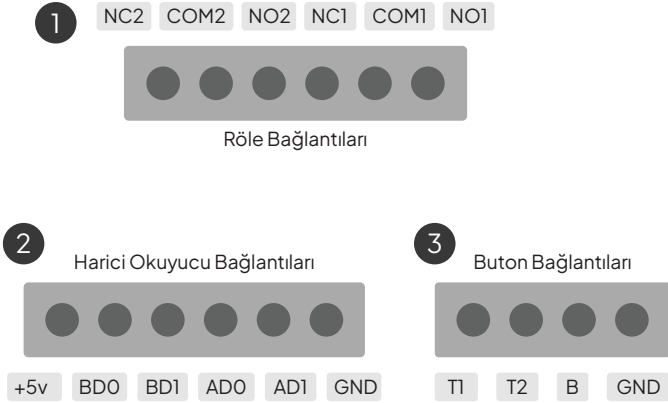 1
NC2 COM2 NO2 NC1 COM1 NO1
Röle Bağlantıları
2
Harici Okuyucu Bağlantıları
+5v BD0 BD1 AD0 AD1 GND
3
Buton Bağlantıları
T1 T2 B GND